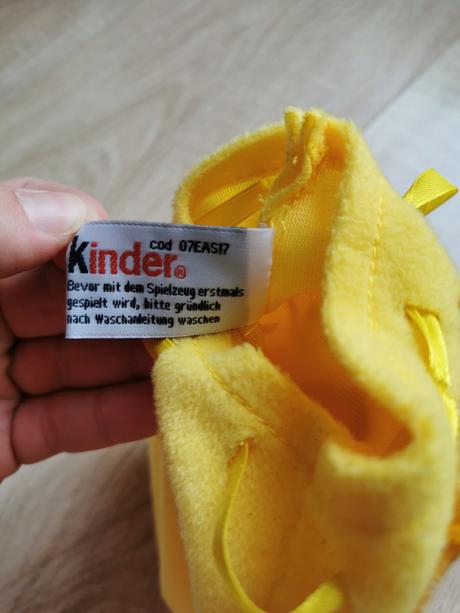 cod 07EAS17
Kinder®
Bevor mit dem Spielzeug erstmals
gespielt wird, bitte gründlich
nach Waschanleitung waschen